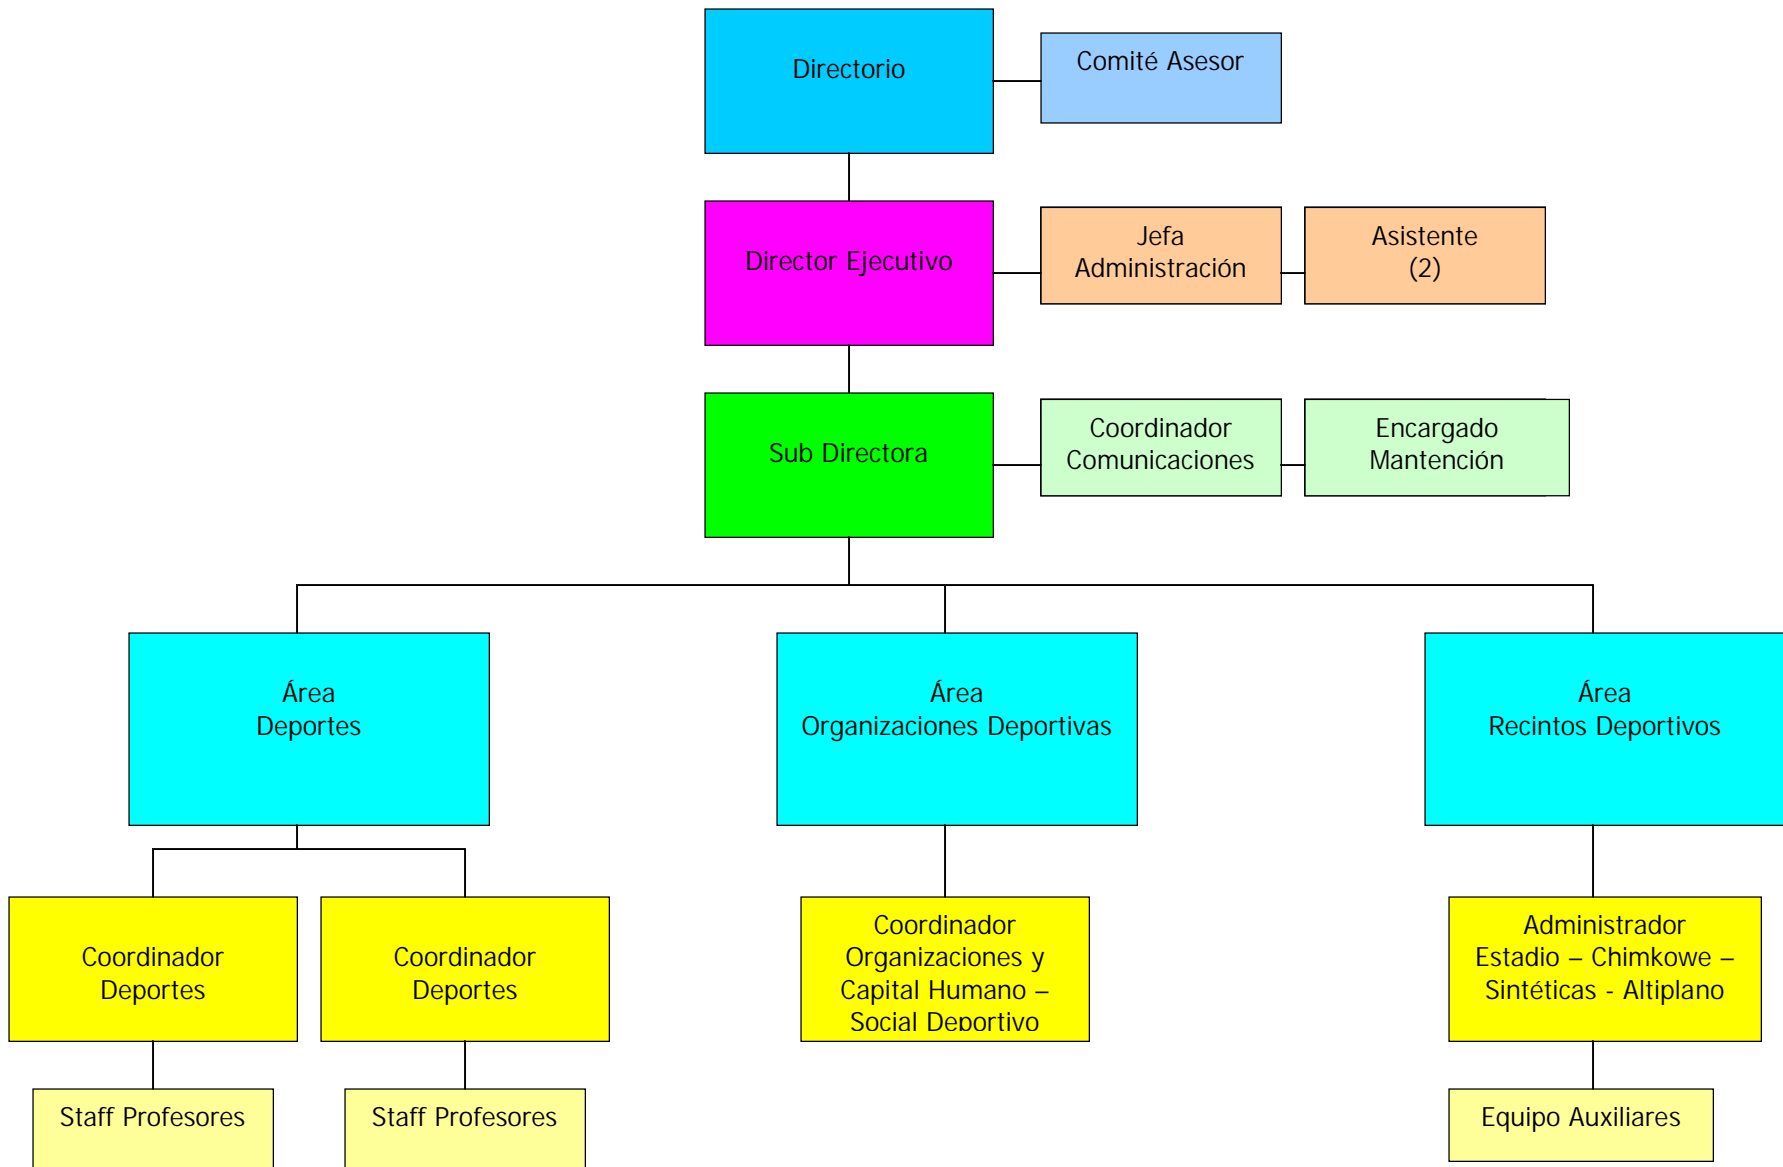 Directorio
Comité Asesor
Director Ejecutivo
Jefa
Administración
Asistente
(2)
Sub Directora
Coordinador
Comunicaciones
Encargado
Mantención
Área
Deportes
Área
Organizaciones Deportivas
Área
Recintos Deportivos
Coordinador
Deportes
Coordinador
Deportes
Coordinador
Organizaciones y
Capital Humano –
Social Deportivo
Administrador
Estadio – Chimkowe –
Sintéticas - Altiplano
Staff Profesores
Staff Profesores
Equipo Auxiliares